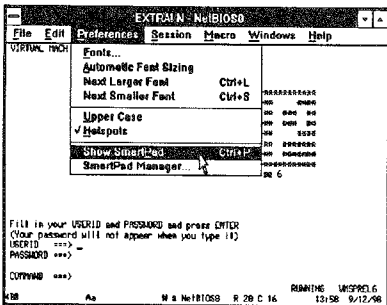 EXTRA! N - NetBIOS0
File Edit Preferences Session Macro Windows Help
VIRTUAL MACH
Fonts...
Automatic Font Sizing
Next Larger Font Ctrl+L
Next Smaller Font Ctrl+S
Upper Case
✓Hotspots
Show SmartPad Ctrl+P
SmartPad Manager...
Fill in your USERID and PASSWORD and press ENTER
(Your password will not appear when you type it)
USERID ===>
PASSWORD ===>
COMMAND ===>
RUNNING VMSPREL6
Aa N a NetBIOS0 R 20 C 16 13:58